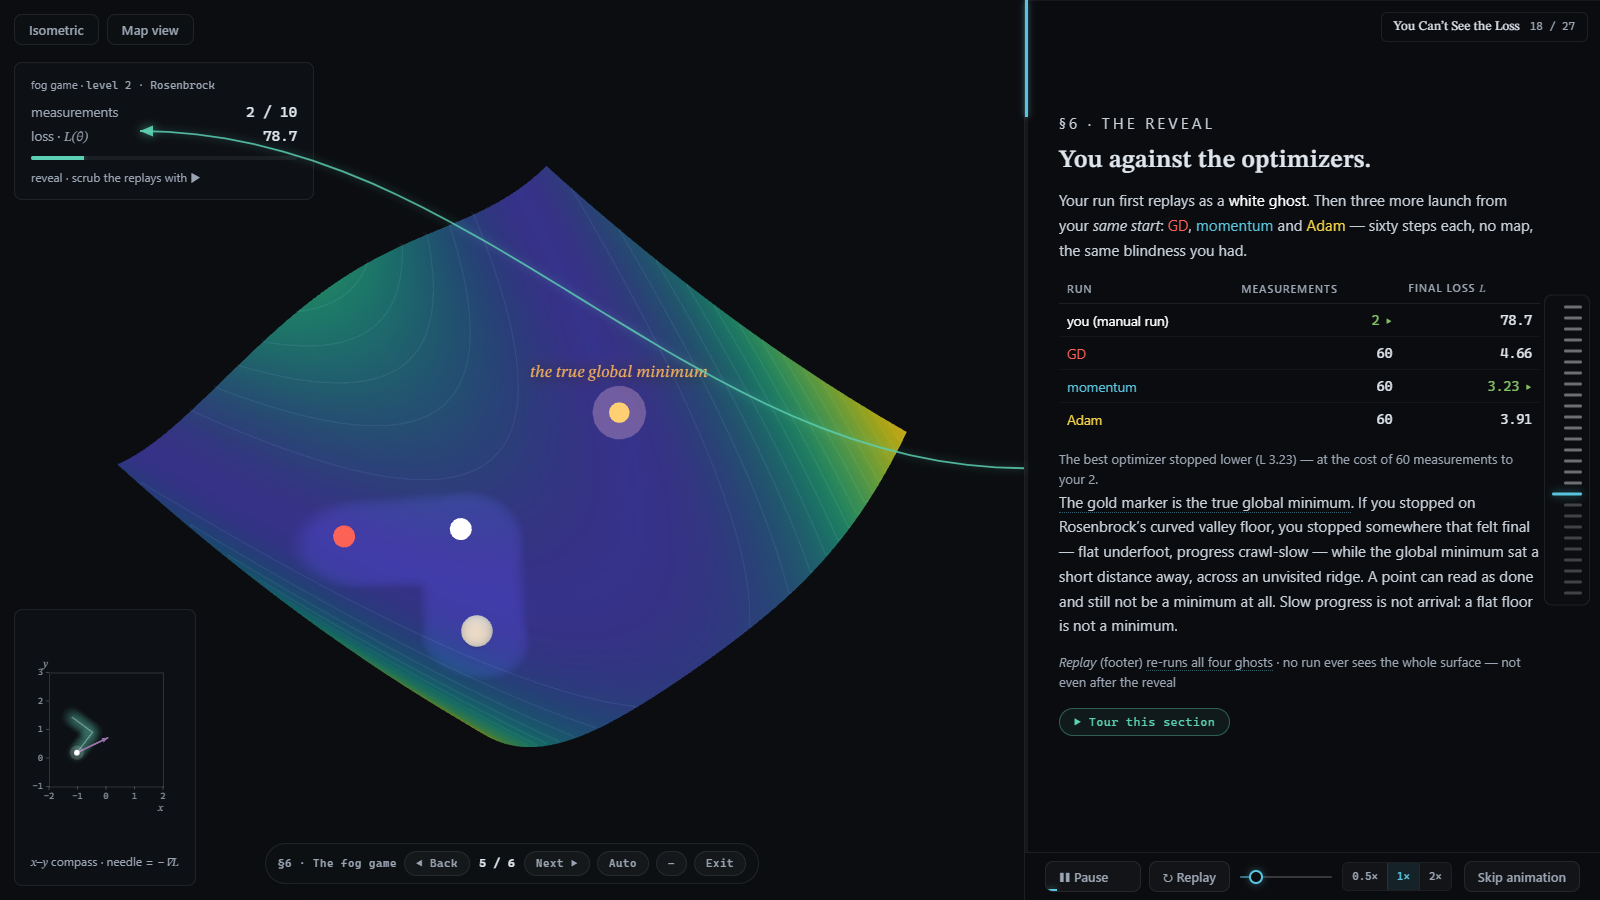 Isometric
Map view
You Can't See the Loss 18 / 27
fog game · level 2 · Rosenbrock
measurements 2 / 10
loss · L(θ) 78.7
reveal · scrub the replays with ▶
the true global minimum
y
3
2
1
0
−1
−2 −1 0 1 2
x
x–y compass · needle = −∇L
§6 · The fog game ◀ Back 5 / 6 Next ▶ Auto − Exit
§6 · THE REVEAL
You against the optimizers.
Your run first replays as a white ghost. Then three more launch from
your same start: GD, momentum and Adam — sixty steps each, no map,
the same blindness you had.
RUN MEASUREMENTS FINAL LOSS L
you (manual run) 2 ▸ 78.7
GD 60 4.66
momentum 60 3.23 ▸
Adam 60 3.91
The best optimizer stopped lower (L 3.23) — at the cost of 60 measurements to
your 2.
The gold marker is the true global minimum. If you stopped on
Rosenbrock's curved valley floor, you stopped somewhere that felt final
— flat underfoot, progress crawl-slow — while the global minimum sat a
short distance away, across an unvisited ridge. A point can read as done
and still not be a minimum at all. Slow progress is not arrival: a flat floor
is not a minimum.
Replay (footer) re-runs all four ghosts · no run ever sees the whole surface — not
even after the reveal
▶ Tour this section
Pause ↻ Replay 0.5× 1× 2× Skip animation